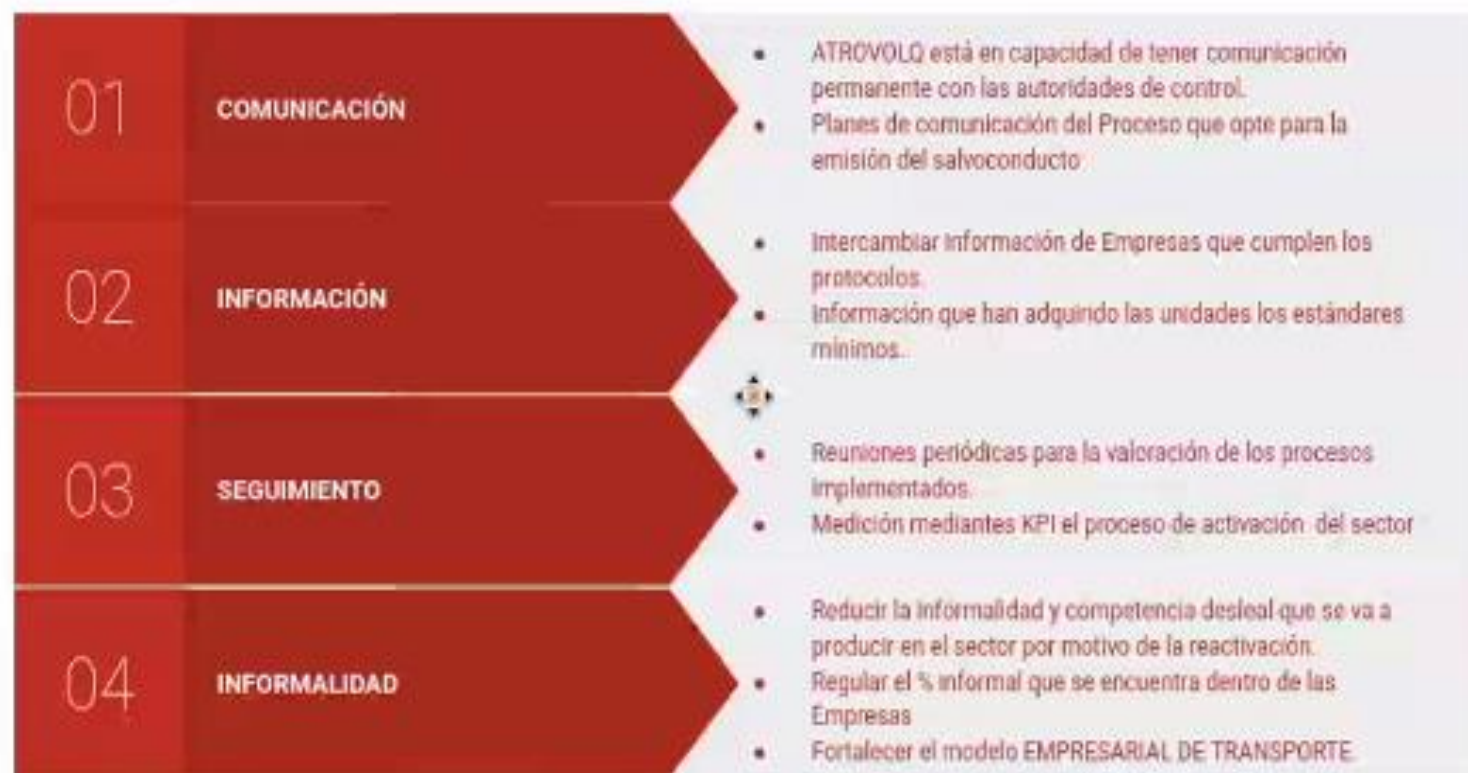 01
COMUNICACIÓN
• ATROVOLQ está en capacidad de tener comunicación
permanente con las autoridades de control.
• Planes de comunicación del Proceso que opte para la
emisión del salvoconducto
02
INFORMACIÓN
• Intercambiar Información de Empresas que cumplen los
protocolos.
• Información que han adquirido las unidades los estándares
mínimos.
03
SEGUIMIENTO
• Reuniones periódicas para la valoración de los procesos
implementados.
• Medición mediantes KPI el proceso de activación del sector
04
INFORMALIDAD
• Reducir la informalidad y competencia desleal que se va a
producir en el sector por motivo de la reactivación.
• Regular el % informal que se encuentra dentro de las
Empresas
• Fortalecer el modelo EMPRESARIAL DE TRANSPORTE